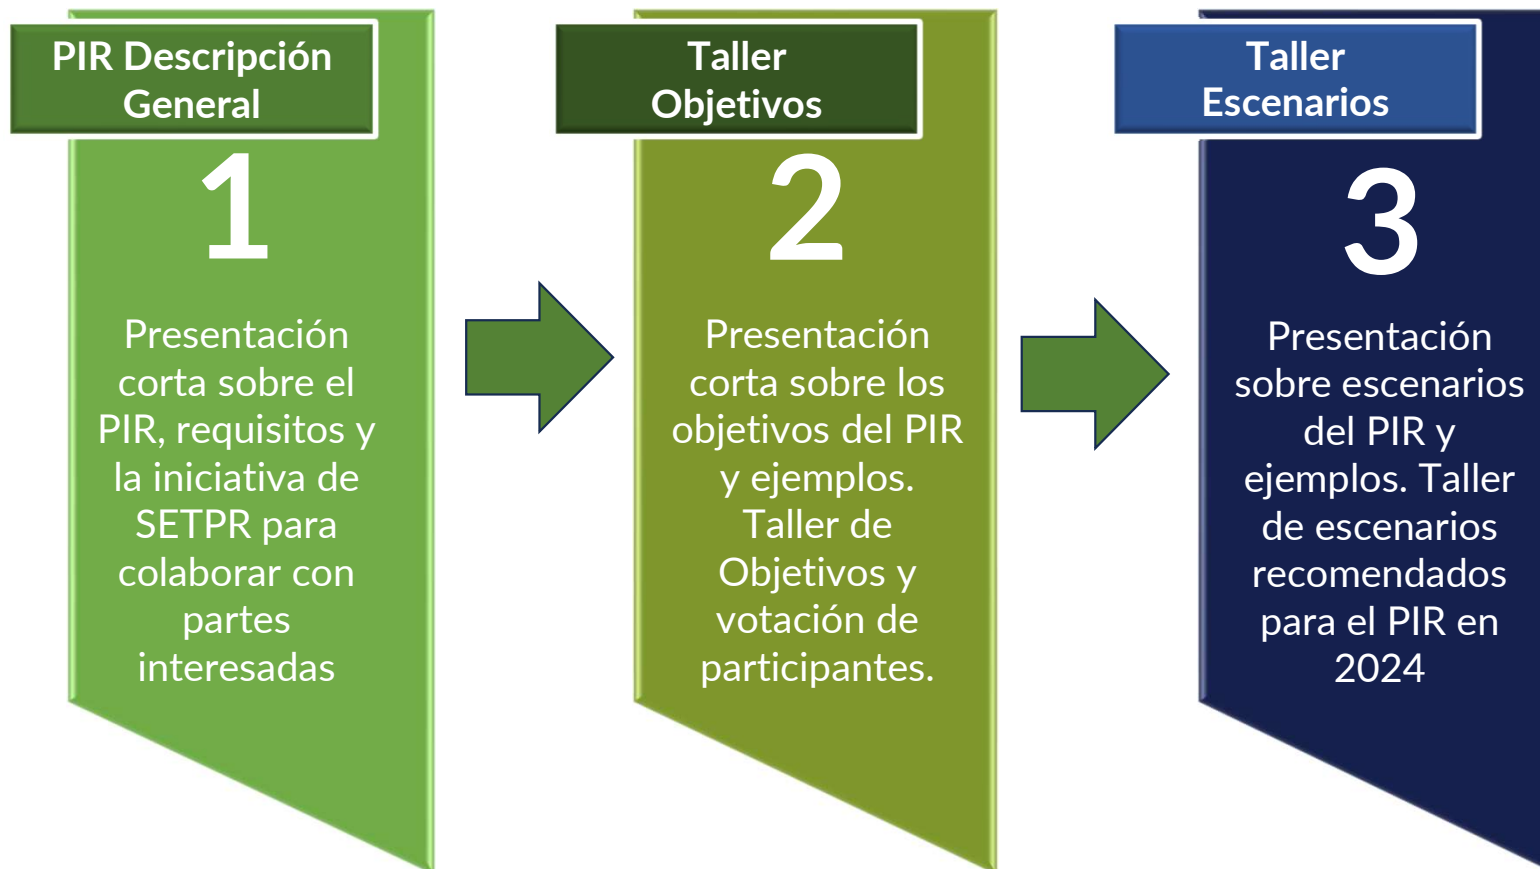 PIR Descripción
General
1
Presentación
corta sobre el
PIR, requisitos y
la iniciativa de
SETPR para
colaborar con
partes
interesadas
Taller
Objetivos
2
Presentación
corta sobre los
objetivos del PIR
y ejemplos.
Taller de
Objetivos y
votación de
participantes.
Taller
Escenarios
3
Presentación
sobre escenarios
del PIR y
ejemplos. Taller
de escenarios
recomendados
para el PIR en
2024